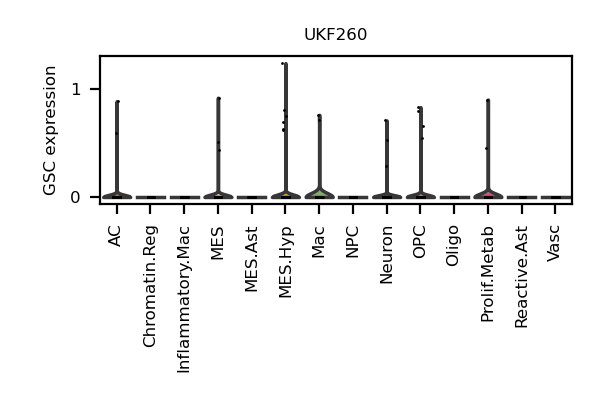 UKF260
GSC expression
1
0
AC
Chromatin.Reg
Inflammatory.Mac
MES
MES.Ast
MES.Hyp
Mac
NPC
Neuron
OPC
Oligo
Prolif.Metab
Reactive.Ast
Vasc